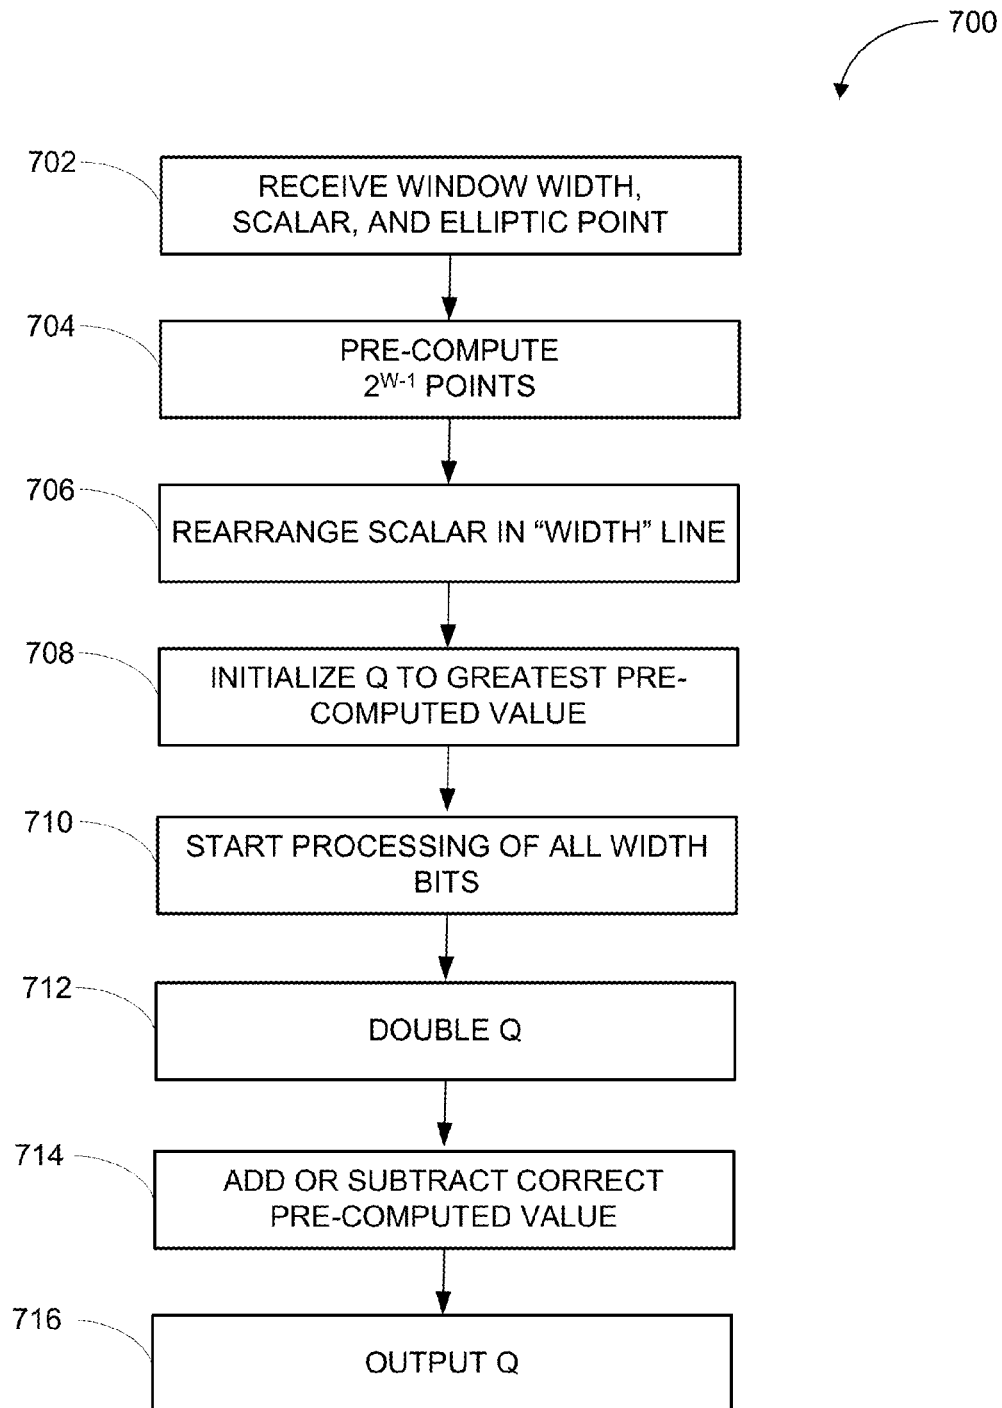 700
702
RECEIVE WINDOW WIDTH,
SCALAR, AND ELLIPTIC POINT
704
PRE-COMPUTE
2^{W-1} POINTS
706
REARRANGE SCALAR IN “WIDTH” LINE
708
INITIALIZE Q TO GREATEST PRE-
COMPUTED VALUE
710
START PROCESSING OF ALL WIDTH
BITS
712
DOUBLE Q
714
ADD OR SUBTRACT CORRECT
PRE-COMPUTED VALUE
716
OUTPUT Q